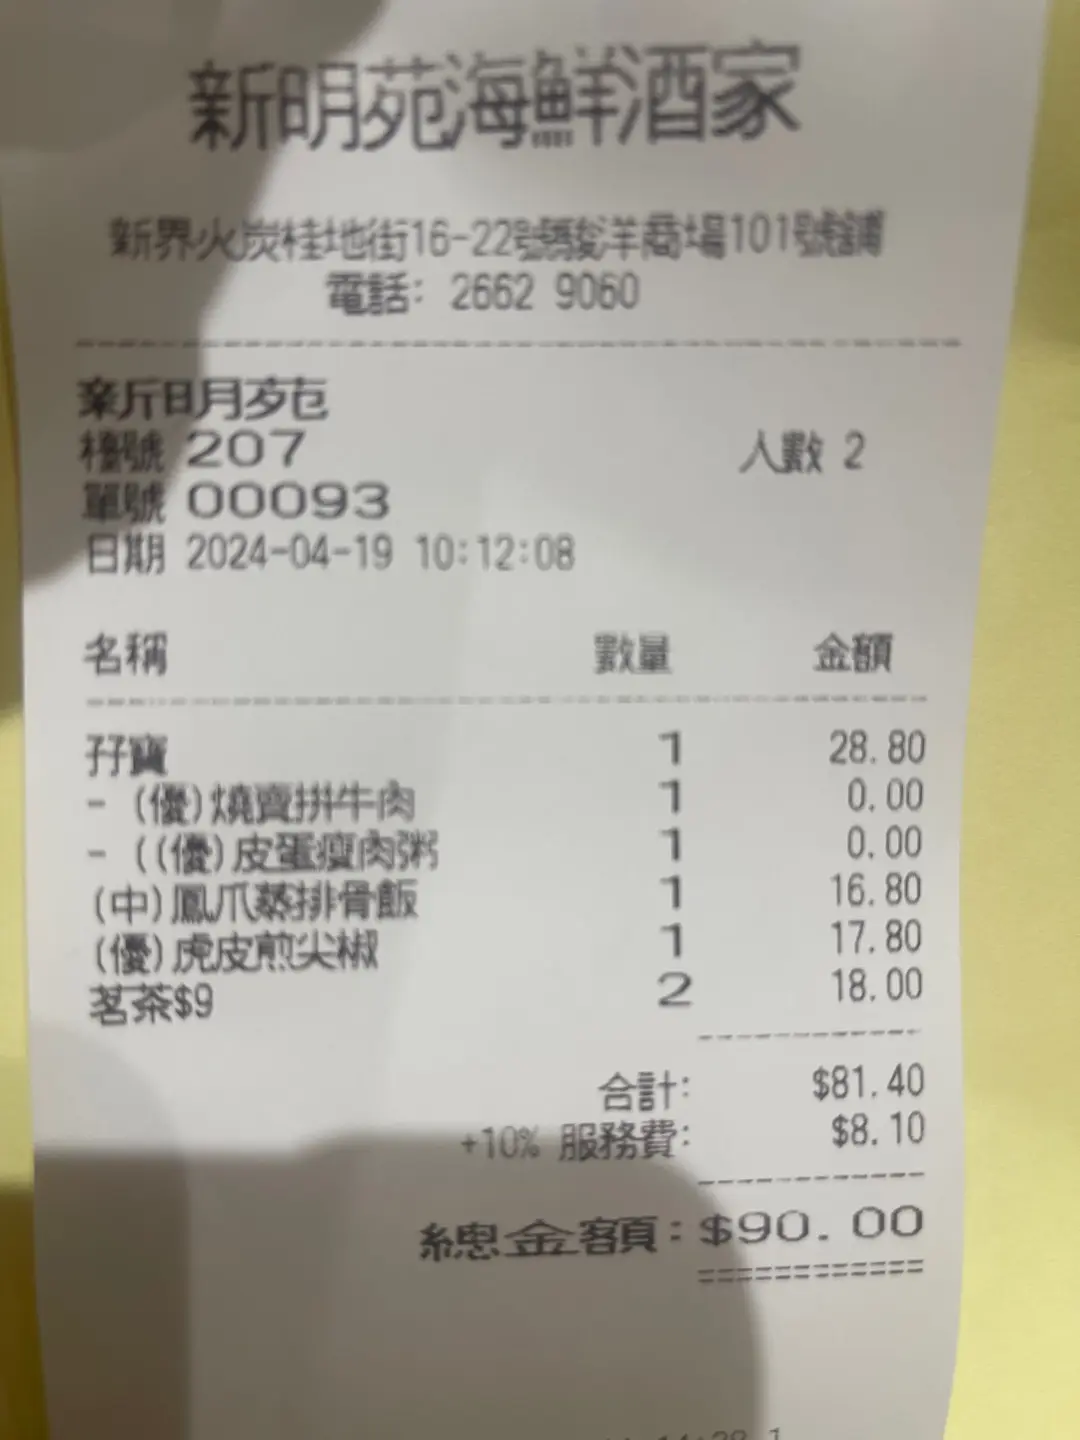 新明苑海鮮酒家
新界火炭桂地街16-22號駿洋商場101號舖
電話: 2662 9060
新明苑
檯號 207 人數 2
單號 00093
日期 2024-04-19 10:12:08
名稱 數量 金額
孖寶 1 28.80
- (優)燒賣拼牛肉 1 0.00
- ((優)皮蛋瘦肉粥 1 0.00
(中)鳳爪蒸排骨飯 1 16.80
(優)虎皮煎尖椒 1 17.80
茗茶$9 2 18.00
合計: $81.40
+10% 服務費: $8.10
總金額: $90.00